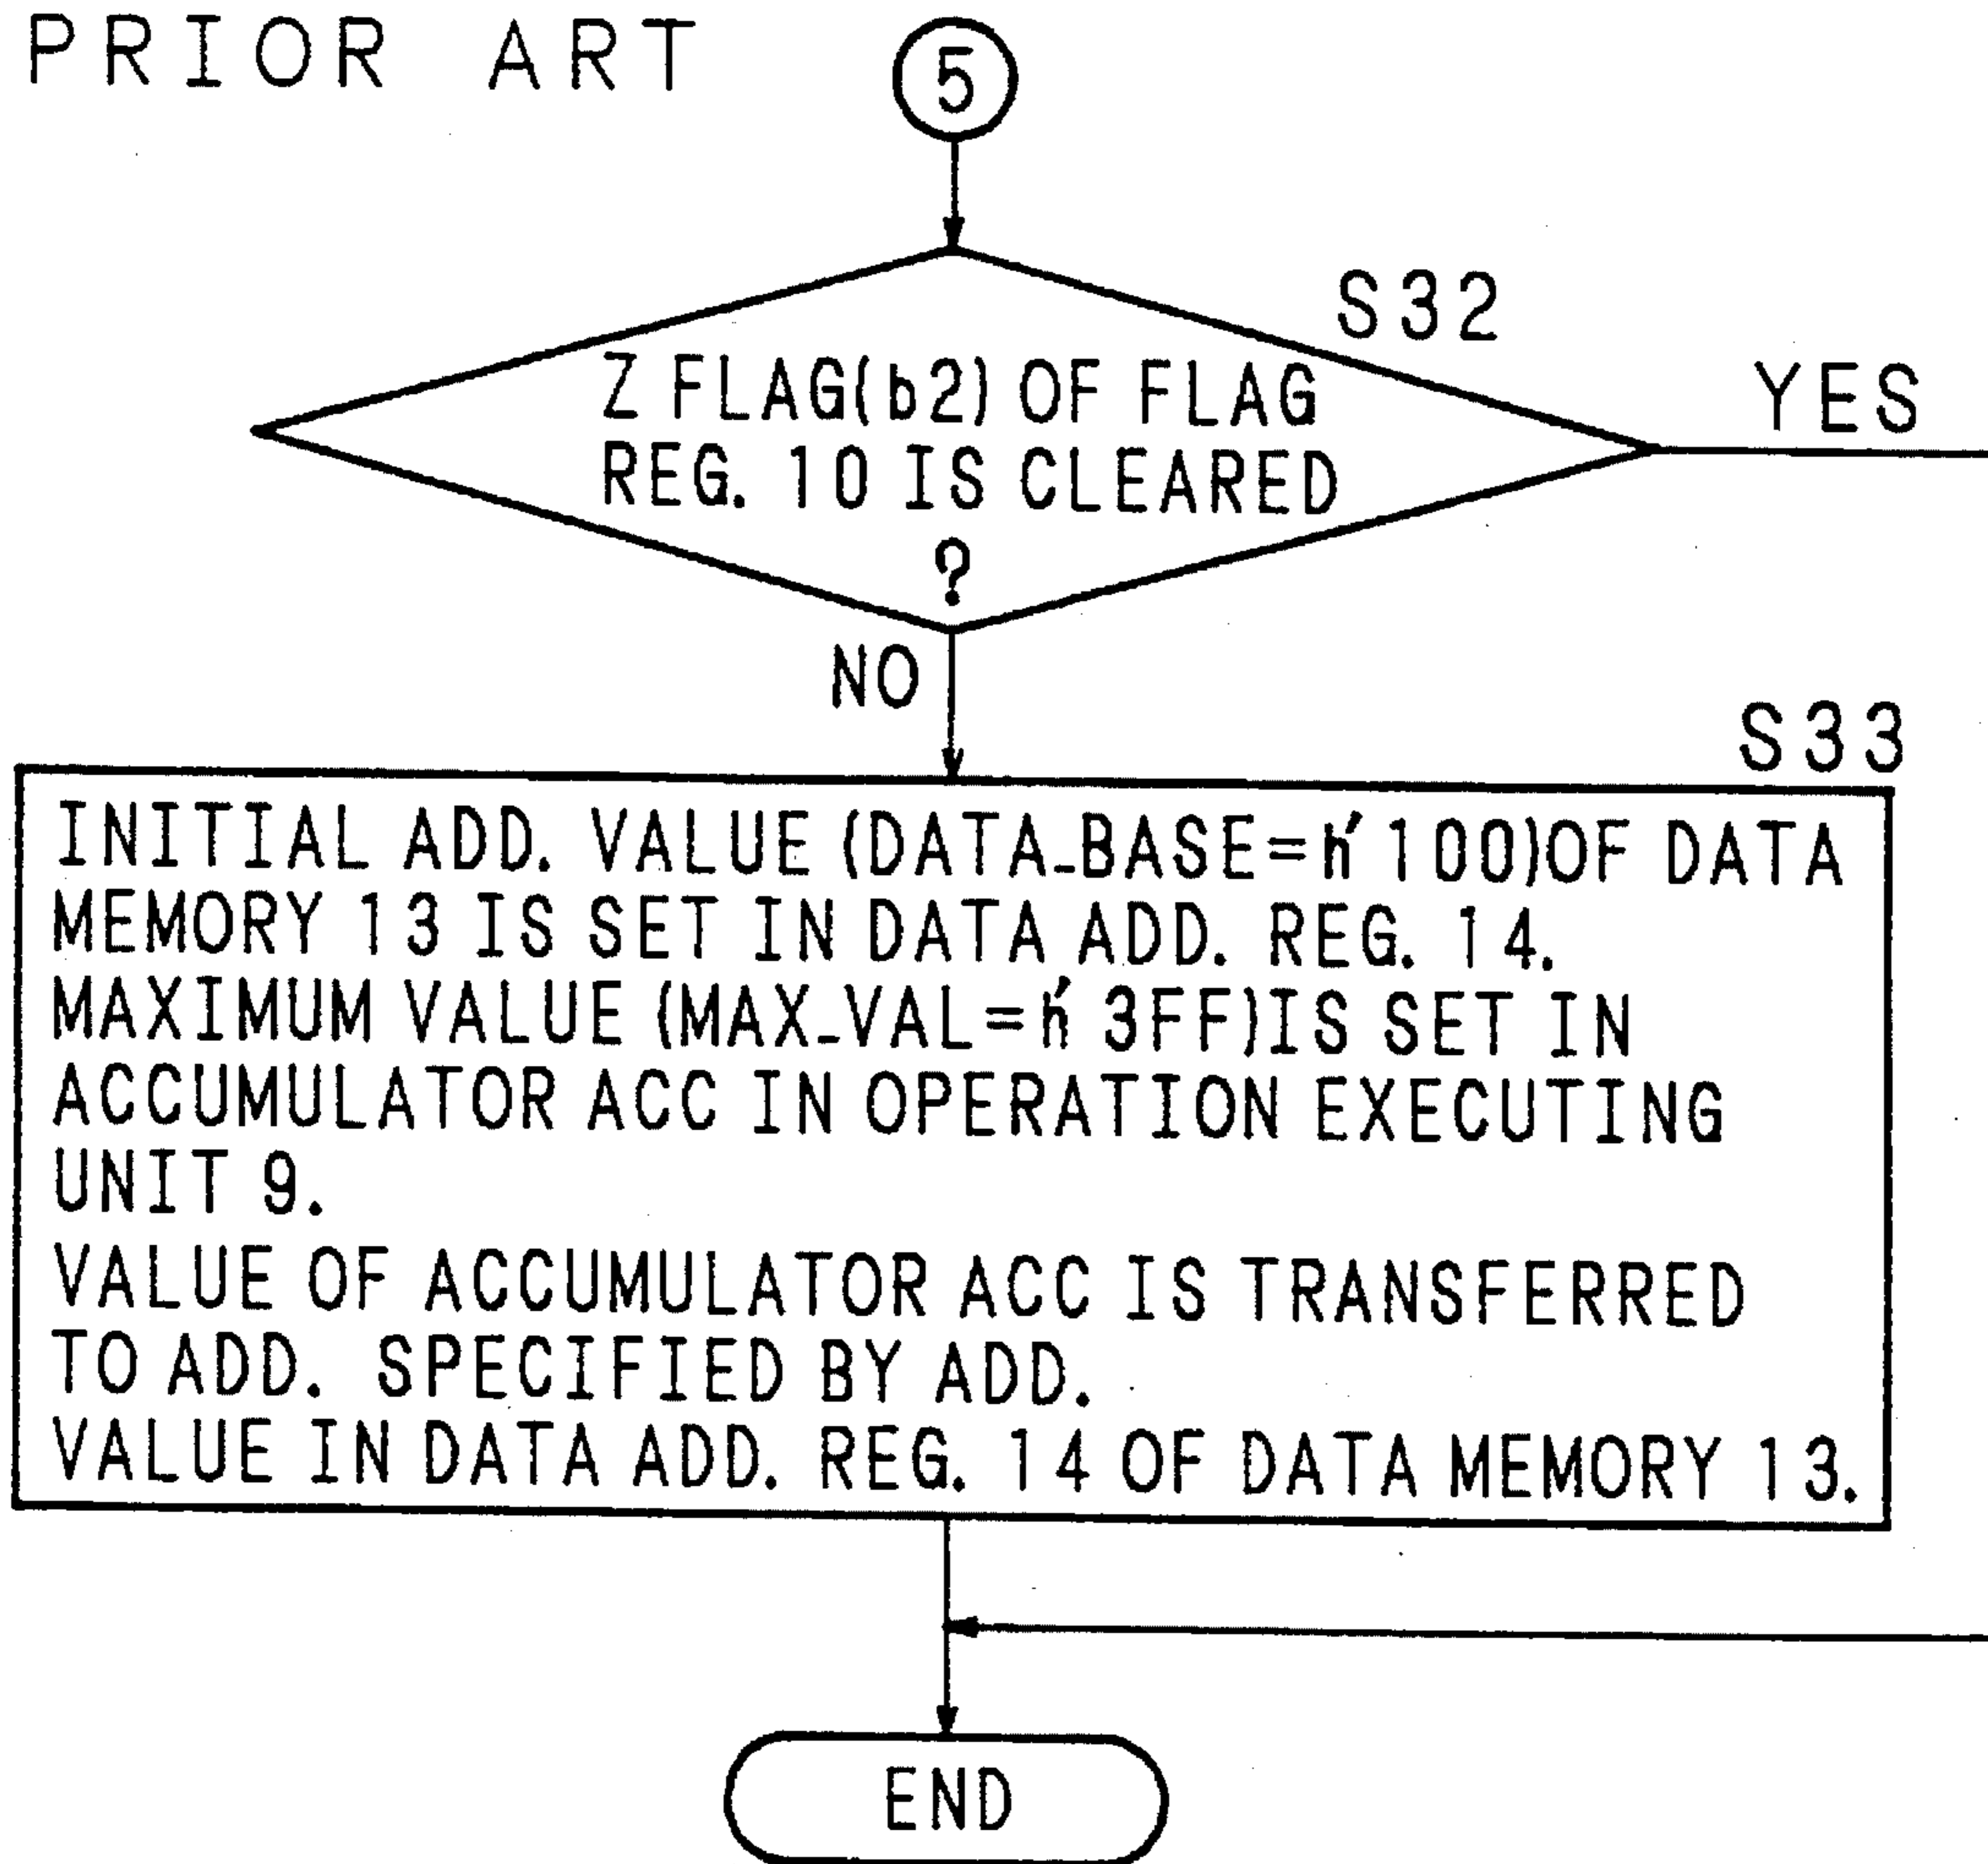 PRIOR ART
5
S32
Z FLAG(b2) OF FLAG
REG. 10 IS CLEARED
?
YES
NO
S33
INITIAL ADD. VALUE (DATA_BASE=h'100)OF DATA
MEMORY 13 IS SET IN DATA ADD. REG. 14.
MAXIMUM VALUE (MAX_VAL=h'3FF)IS SET IN
ACCUMULATOR ACC IN OPERATION EXECUTING
UNIT 9.
VALUE OF ACCUMULATOR ACC IS TRANSFERRED
TO ADD. SPECIFIED BY ADD.
VALUE IN DATA ADD. REG. 14 OF DATA MEMORY 13.
END